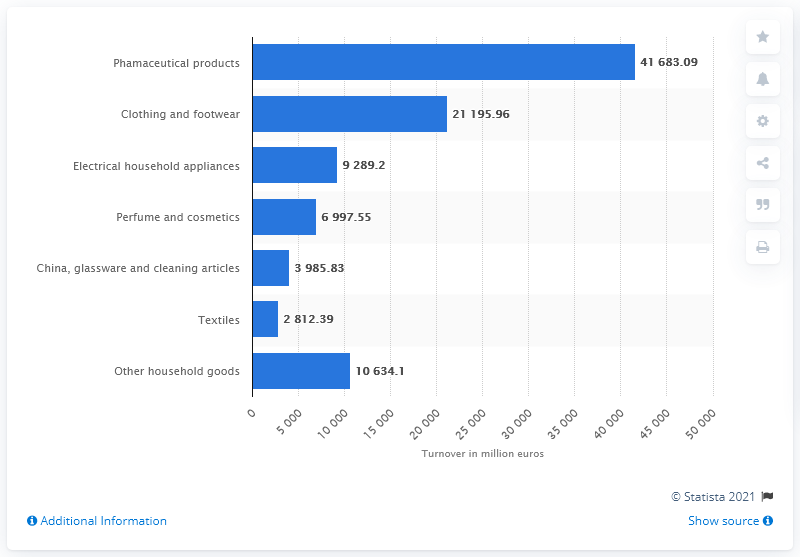 Phamaceutical products 41 683.09
Clothing and footwear 21 195.96
Electrical household appliances 9 289.2
Perfume and cosmetics 6 997.55
China, glassware and cleaning articles 3 985.83
Textiles 2 812.39
Other household goods 10 634.1
0 5 000 10 000 15 000 20 000 25 000 30 000 35 000 40 000 45 000 50 000
Turnover in million euros
© Statista 2021
Additional Information Show source